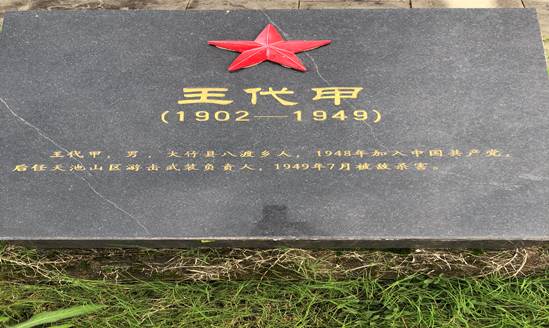 王代甲
(1902—1949)
王代甲，男，大竹县八渡乡人，1948年加入中国共产党，
后任天池山区游击武装负责人，1949年7月被敌杀害。